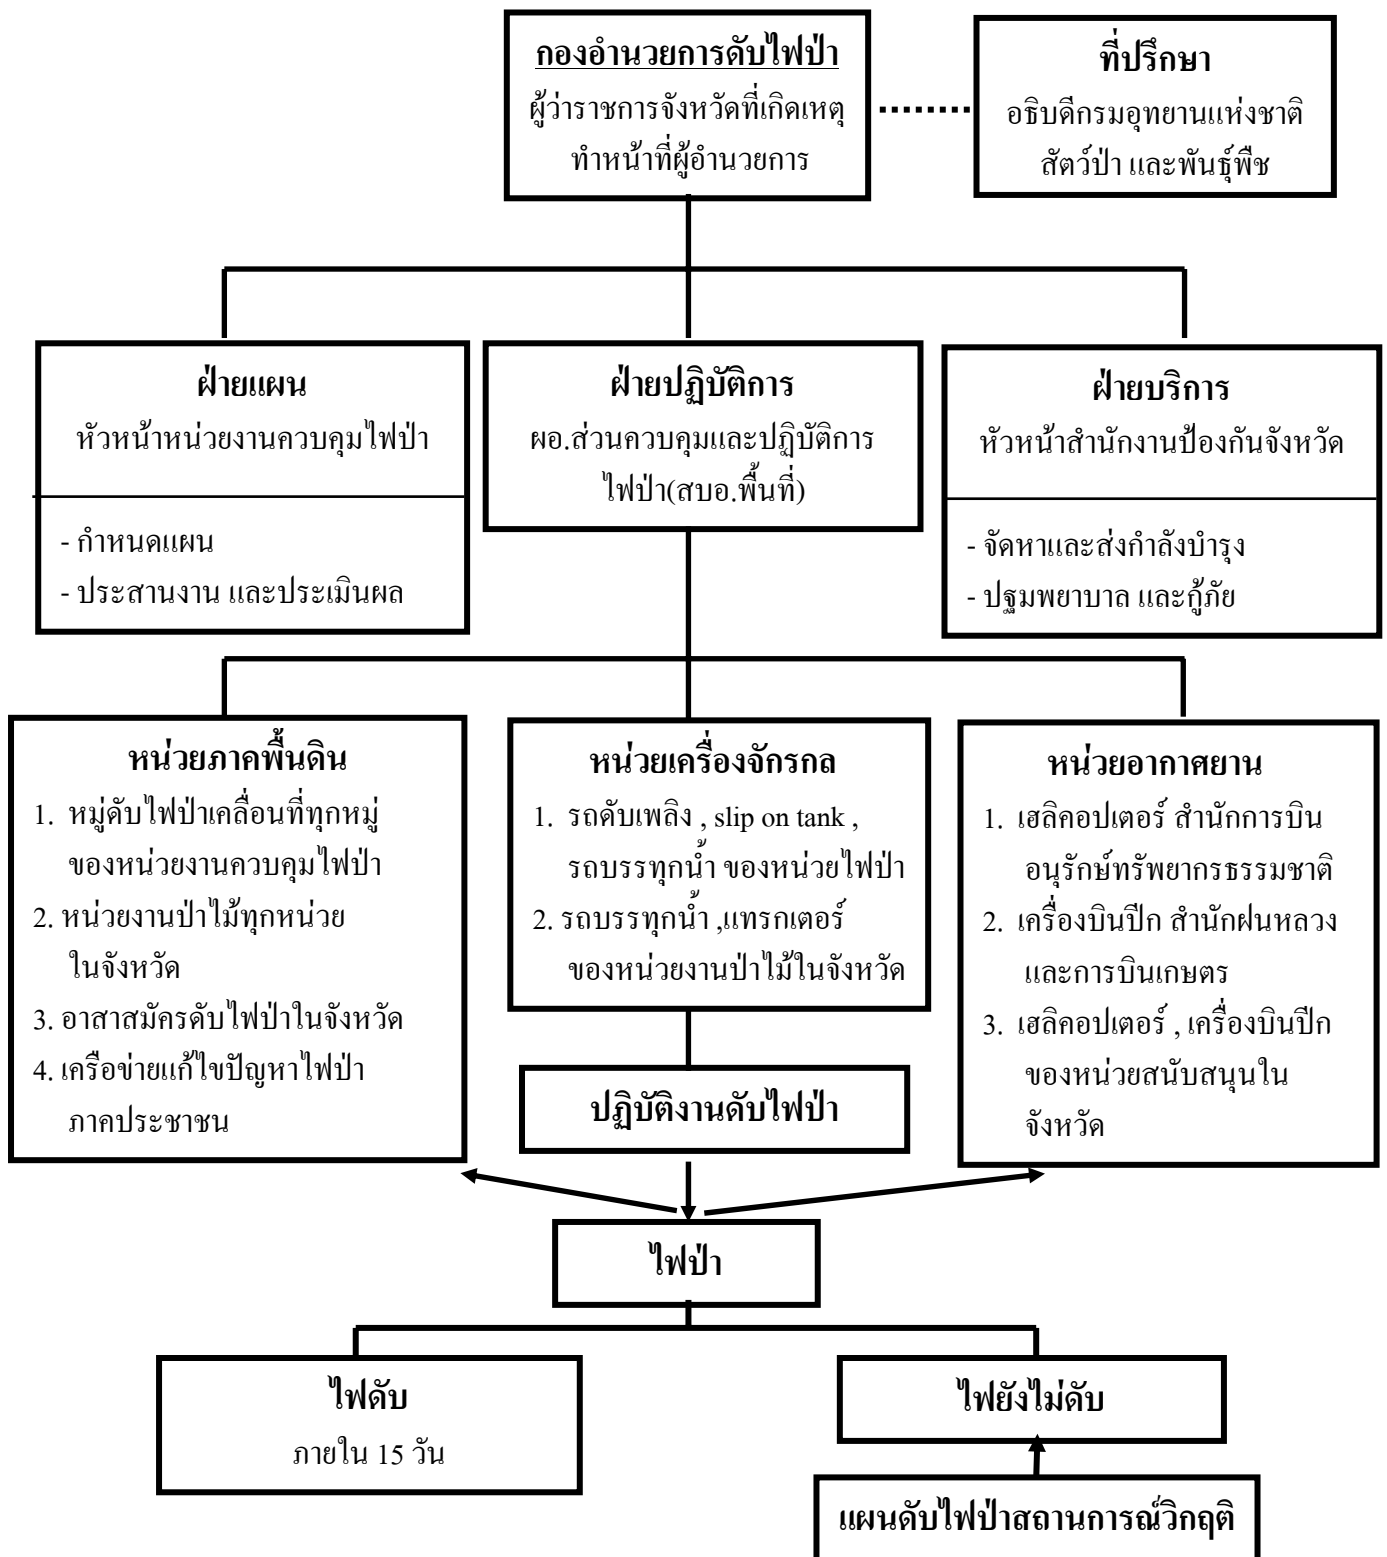 กองอำนวยการดับไฟป่า
ผู้ว่าราชการจังหวัดที่เกิดเหตุ
ทำหน้าที่ผู้อำนวยการ
ที่ปรึกษา
อธิบดีกรมอุทยานแห่งชาติ
สัตว์ป่า และพันธุ์พืช
ฝ่ายแผน
หัวหน้าหน่วยงานควบคุมไฟป่า
- กำหนดแผน
- ประสานงาน และประเมินผล
ฝ่ายปฏิบัติการ
ผอ.ส่วนควบคุมและปฏิบัติการ
ไฟป่า(สบอ.พื้นที่)
ฝ่ายบริการ
หัวหน้าสำนักงานป้องกันจังหวัด
- จัดหาและส่งกำลังบำรุง
- ปฐมพยาบาล และกู้ภัย
หน่วยภาคพื้นดิน
1. หมู่ดับไฟป่าเคลื่อนที่ทุกหมู่
ของหน่วยงานควบคุมไฟป่า
2. หน่วยงานป่าไม้ทุกหน่วย
ในจังหวัด
3. อาสาสมัครดับไฟป่าในจังหวัด
4. เครือข่ายแก้ไขปัญหาไฟป่า
ภาคประชาชน
หน่วยเครื่องจักรกล
1. รถดับเพลิง , slip on tank ,
รถบรรทุกน้ำ ของหน่วยไฟป่า
2. รถบรรทุกน้ำ ,แทรกเตอร์
ของหน่วยงานป่าไม้ในจังหวัด
หน่วยอากาศยาน
1. เฮลิคอปเตอร์ สำนักการบิน
อนุรักษ์ทรัพยากรธรรมชาติ
2. เครื่องบินปีก สำนักฝนหลวง
และการบินเกษตร
3. เฮลิคอปเตอร์ , เครื่องบินปีก
ของหน่วยสนับสนุนใน
จังหวัด
ปฏิบัติงานดับไฟป่า
ไฟป่า
ไฟดับ
ภายใน 15 วัน
ไฟยังไม่ดับ
แผนดับไฟป่าสถานการณ์วิกฤติ